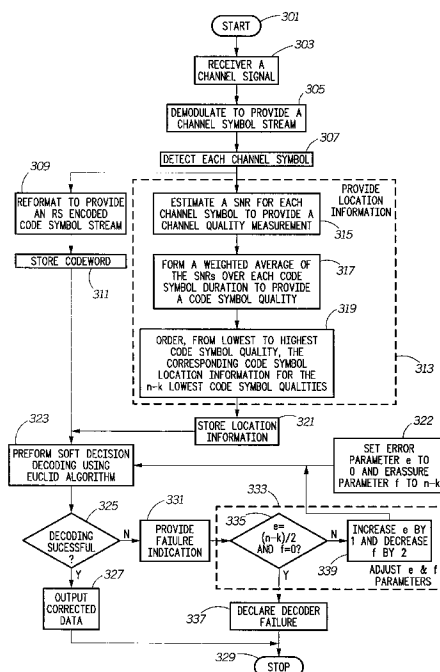 301
START
303
RECEIVER A
CHANNEL SIGNAL
305
DEMODULATE TO PROVIDE A
CHANNEL SYMBOL STREAM
307
DETECT EACH CHANNEL SYMBOL
309
REFORMAT TO PROVIDE
AN RS ENCODED
CODE SYMBOL STREAM
STORE CODEWORD
311
PROVIDE
LOCATION
INFORMATION
ESTIMATE A SNR FOR EACH
CHANNEL SYMBOL TO PROVIDE A
CHANNEL QUALITY MEASUREMENT
315
FORM A WEIGHTED AVERAGE OF
THE SNRs OVER EACH CODE
SYMBOL DURATION TO PROVIDE
A CODE SYMBOL QUALITY
317
319
ORDER, FROM LOWEST TO HIGHEST
CODE SYMBOL QUALITY, THE
CORRESPONDING CODE SYMBOL
LOCATION INFORMATION FOR THE
n-k LOWEST CODE SYMBOL QUALITIES
313
STORE LOCATION
INFORMATION
321
322
SET ERROR
PARAMETER e TO
0 AND ERASSURE
PARAMETER f TO n-k
323
PREFORM SOFT DECISION
DECODING USING
EUCLID ALGORITHM
325
DECODING
SUCESSFUL
?
N
Y
331
PROVIDE
FAILULRE
INDICATION
333
335
e=
(n-k)/2
AND f=0?
N
Y
INCREASE e BY
1 AND DECREASE
f BY 2
339
ADJUST e & f
PARAMETERS
327
OUTPUT
CORRECTED
DATA
DECLARE DECODER
FAILURE
337
329
STOP